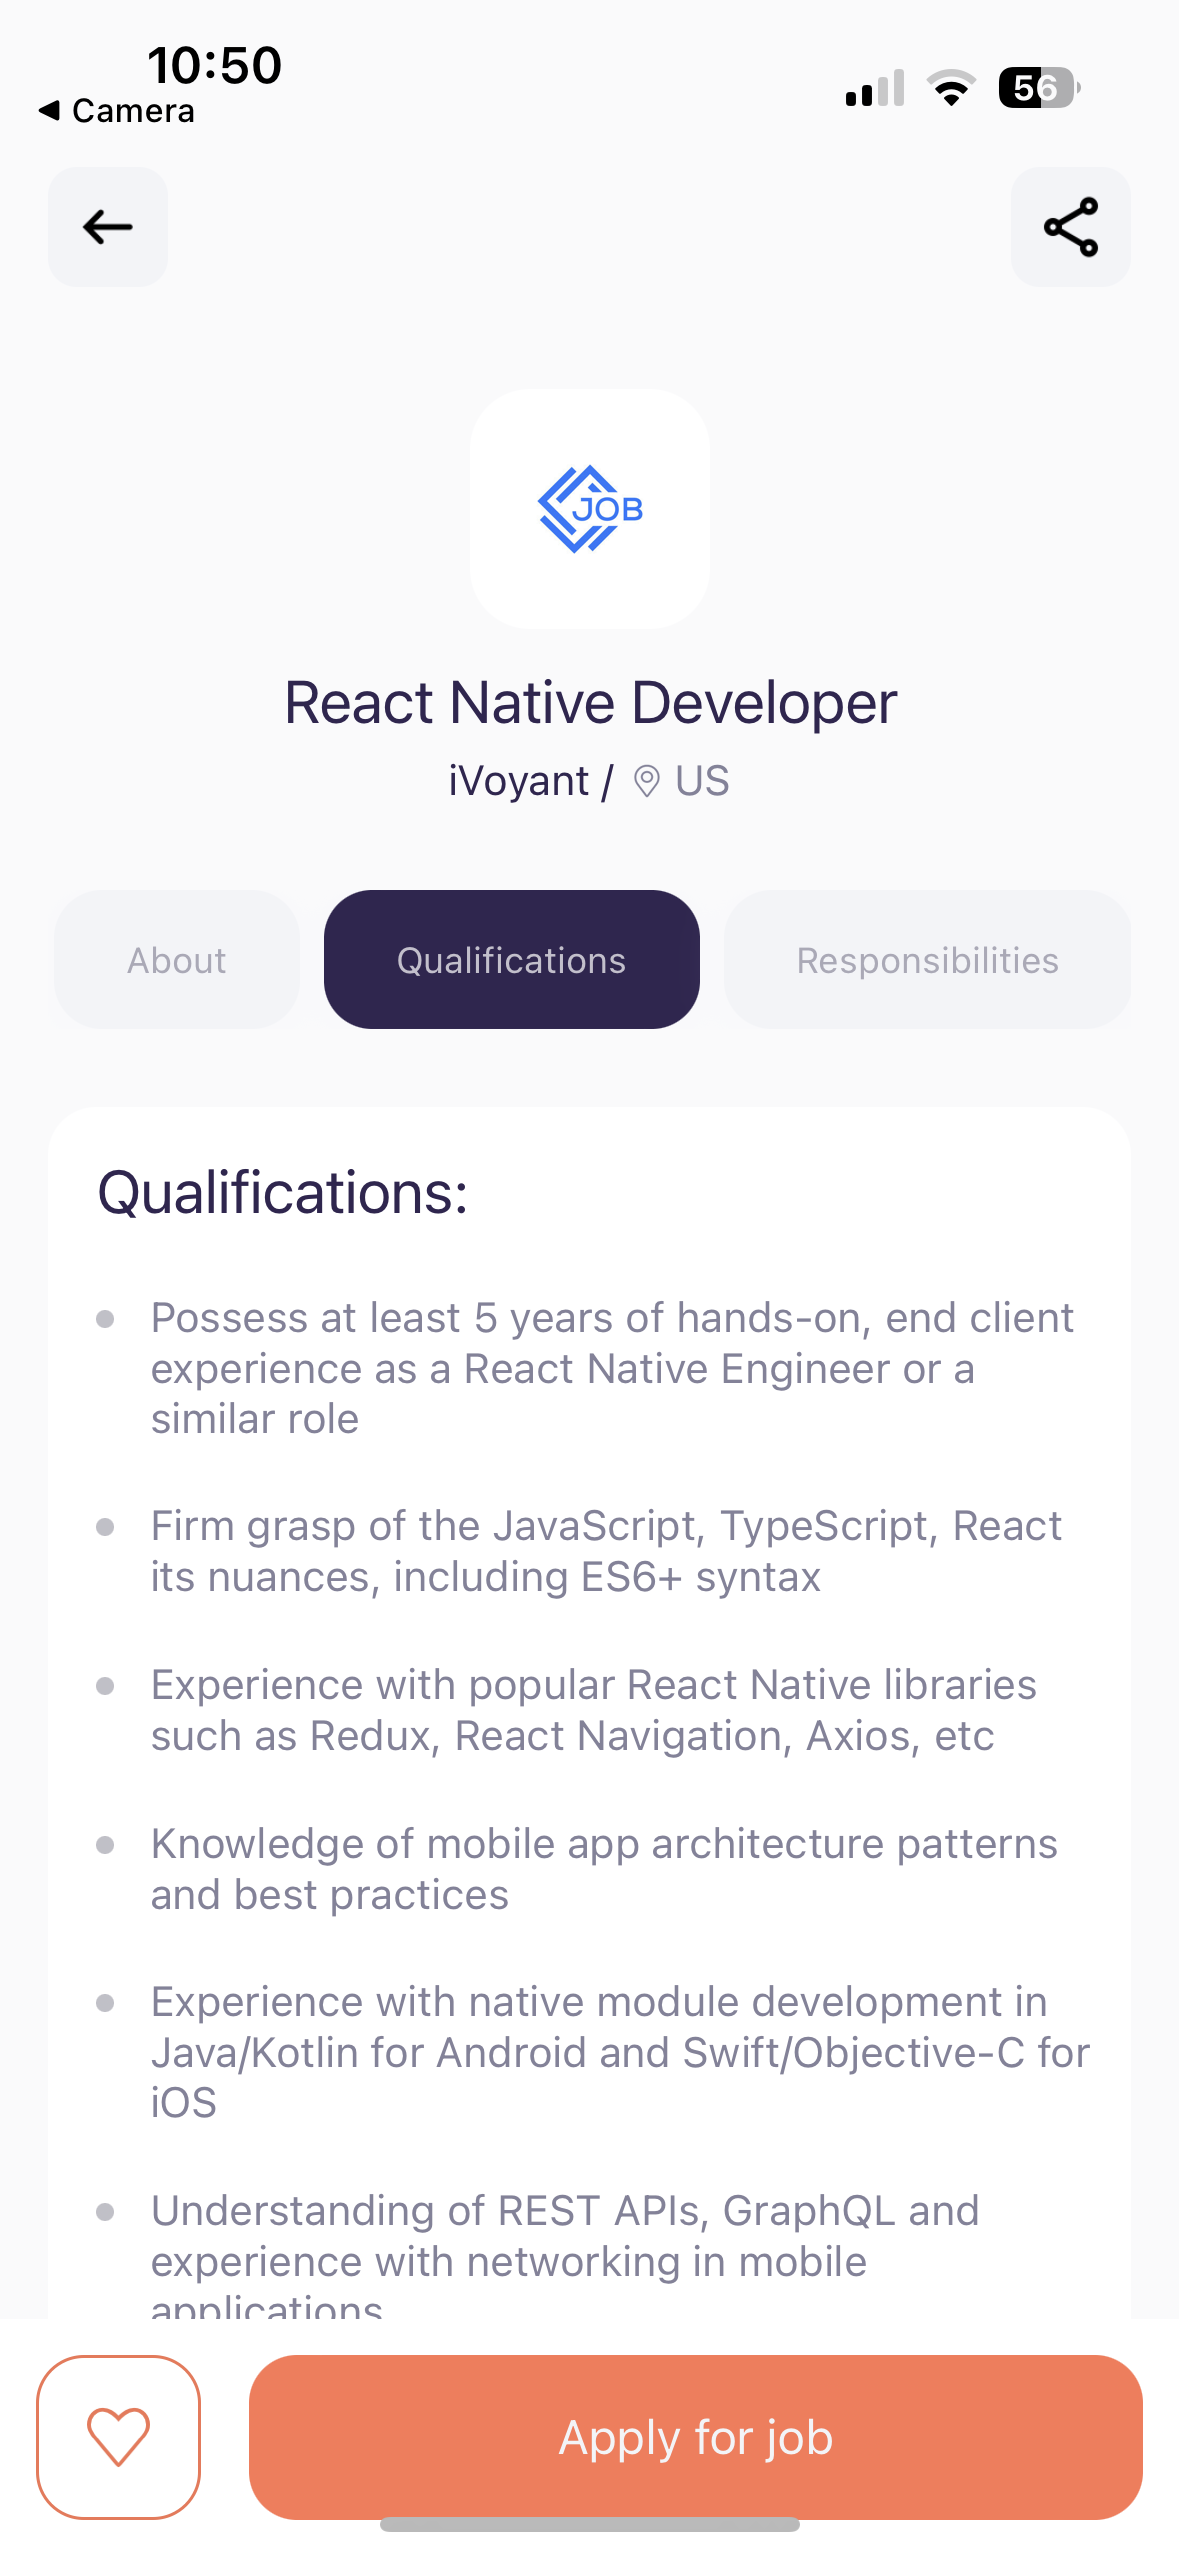 10:50
Camera
56
JOB
React Native Developer
iVoyant / US
About
Qualifications
Responsibilities
Qualifications:
Possess at least 5 years of hands-on, end client
experience as a React Native Engineer or a
similar role
Firm grasp of the JavaScript, TypeScript, React
its nuances, including ES6+ syntax
Experience with popular React Native libraries
such as Redux, React Navigation, Axios, etc
Knowledge of mobile app architecture patterns
and best practices
Experience with native module development in
Java/Kotlin for Android and Swift/Objective-C for
iOS
Understanding of REST APIs, GraphQL and
experience with networking in mobile
applications
Apply for job